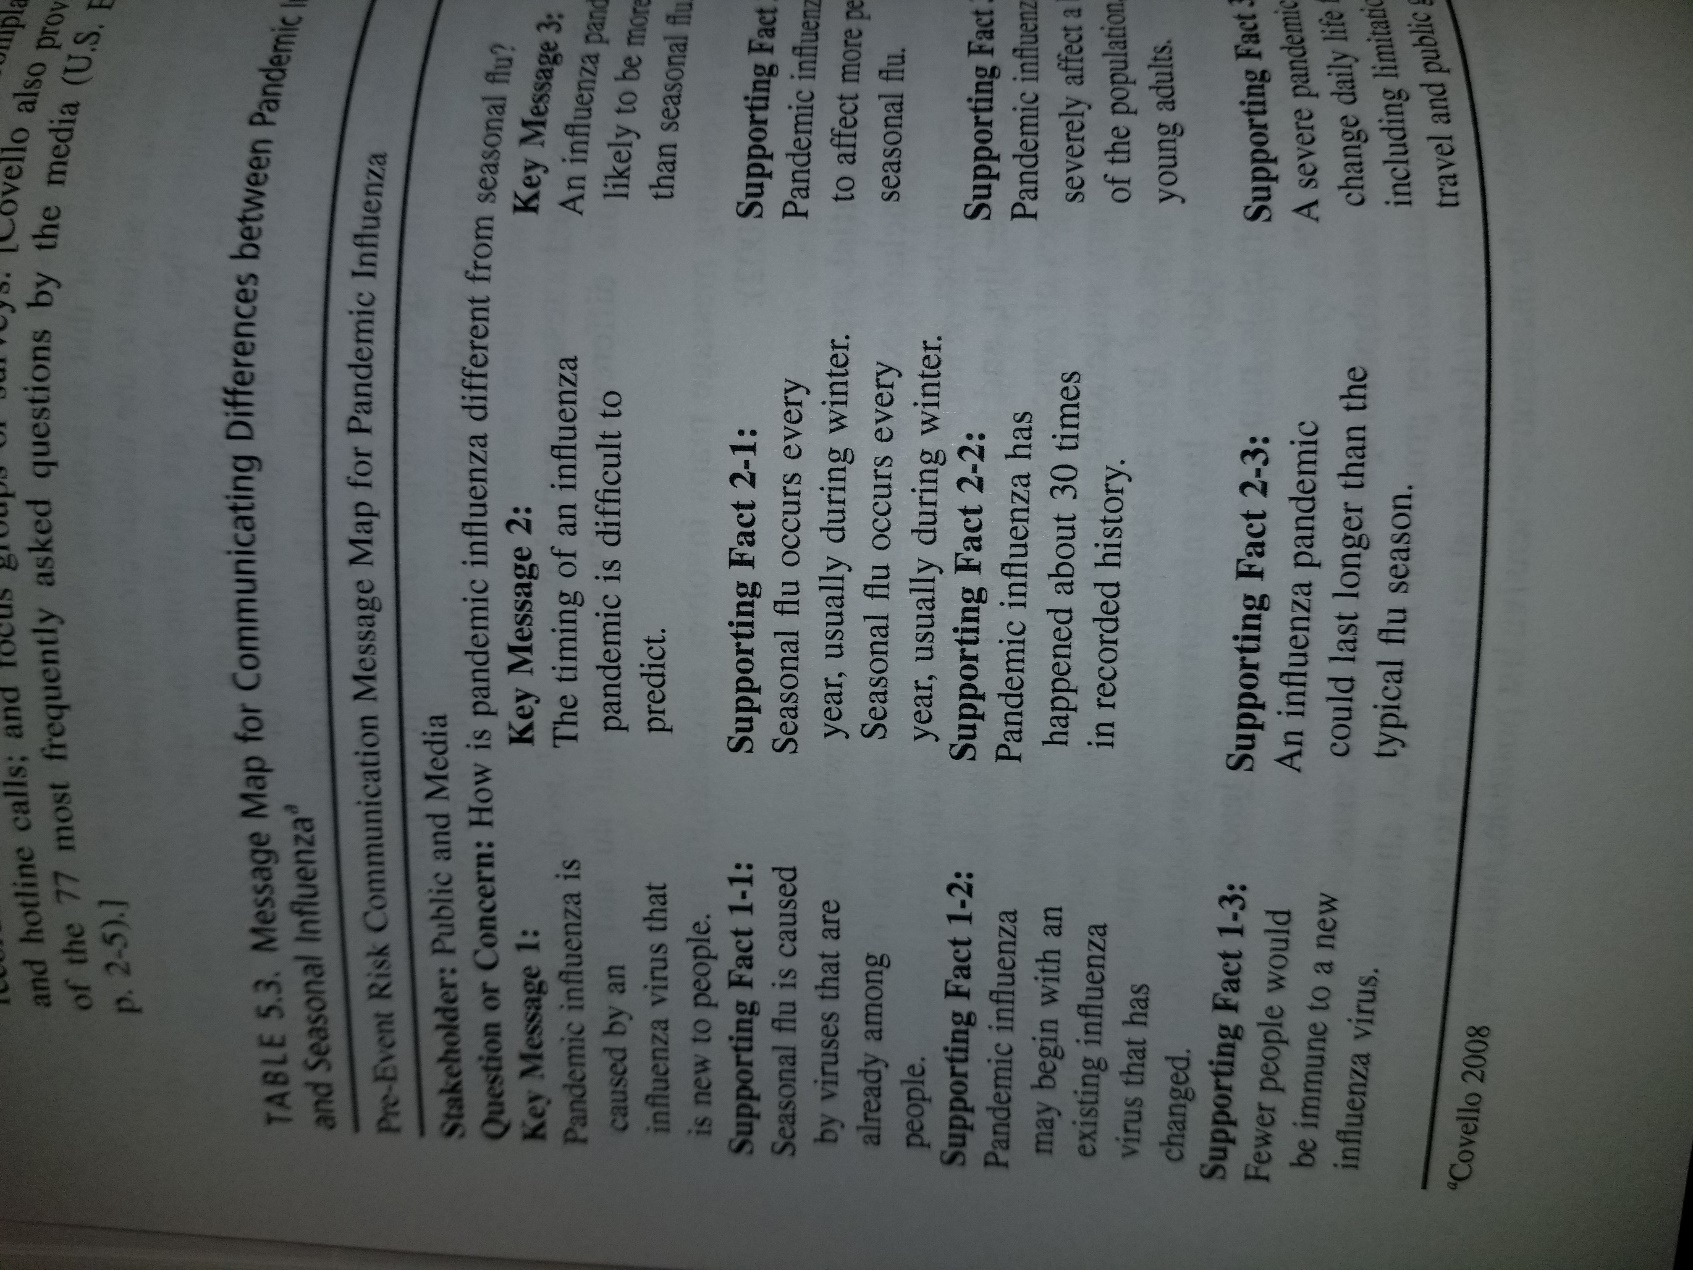 and hotline calls; and focus groups or surveys. [Covello also prov
of the 77 most frequently asked questions by the media (U.S. E
p. 2-5).]
TABLE 5.3. Message Map for Communicating Differences between Pandemic I
and Seasonal Influenzaª
Pre-Event Risk Communication Message Map for Pandemic Influenza
Stakeholder: Public and Media
Question or Concern: How is pandemic influenza different from seasonal flu?
Key Message 1:
Pandemic influenza is
caused by an
influenza virus that
is new to people.
Key Message 2:
The timing of an influenza
pandemic is difficult to
predict.
Key Message 3:
An influenza pand
likely to be more
than seasonal flu.
Supporting Fact 1-1:
Seasonal flu is caused
by viruses that are
already among
people.
Supporting Fact 2-1:
Seasonal flu occurs every
year, usually during winter.
Seasonal flu occurs every
year, usually during winter.
Supporting Fact
Pandemic influenz
to affect more pe
seasonal flu.
Supporting Fact 1-2:
Pandemic influenza
may begin with an
existing influenza
virus that has
changed.
Supporting Fact 2-2:
Pandemic influenza has
happened about 30 times
in recorded history.
Supporting Fact
Pandemic influenz
severely affect a
of the population,
young adults.
Supporting Fact 1-3:
Fewer people would
be immune to a new
influenza virus.
Supporting Fact 2-3:
An influenza pandemic
could last longer than the
typical flu season.
Supporting Fact 3
A severe pandemic
change daily life
including limitatio
travel and public g
ªCovello 2008